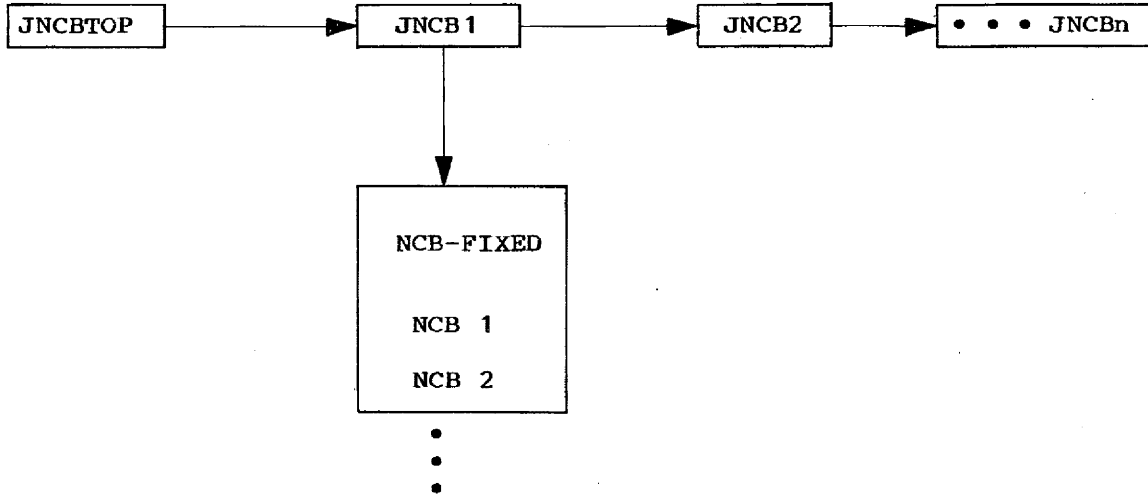 JNCBTOP JNCB1 JNCB2 • • • JNCBn
NCB-FIXED
NCB 1
NCB 2